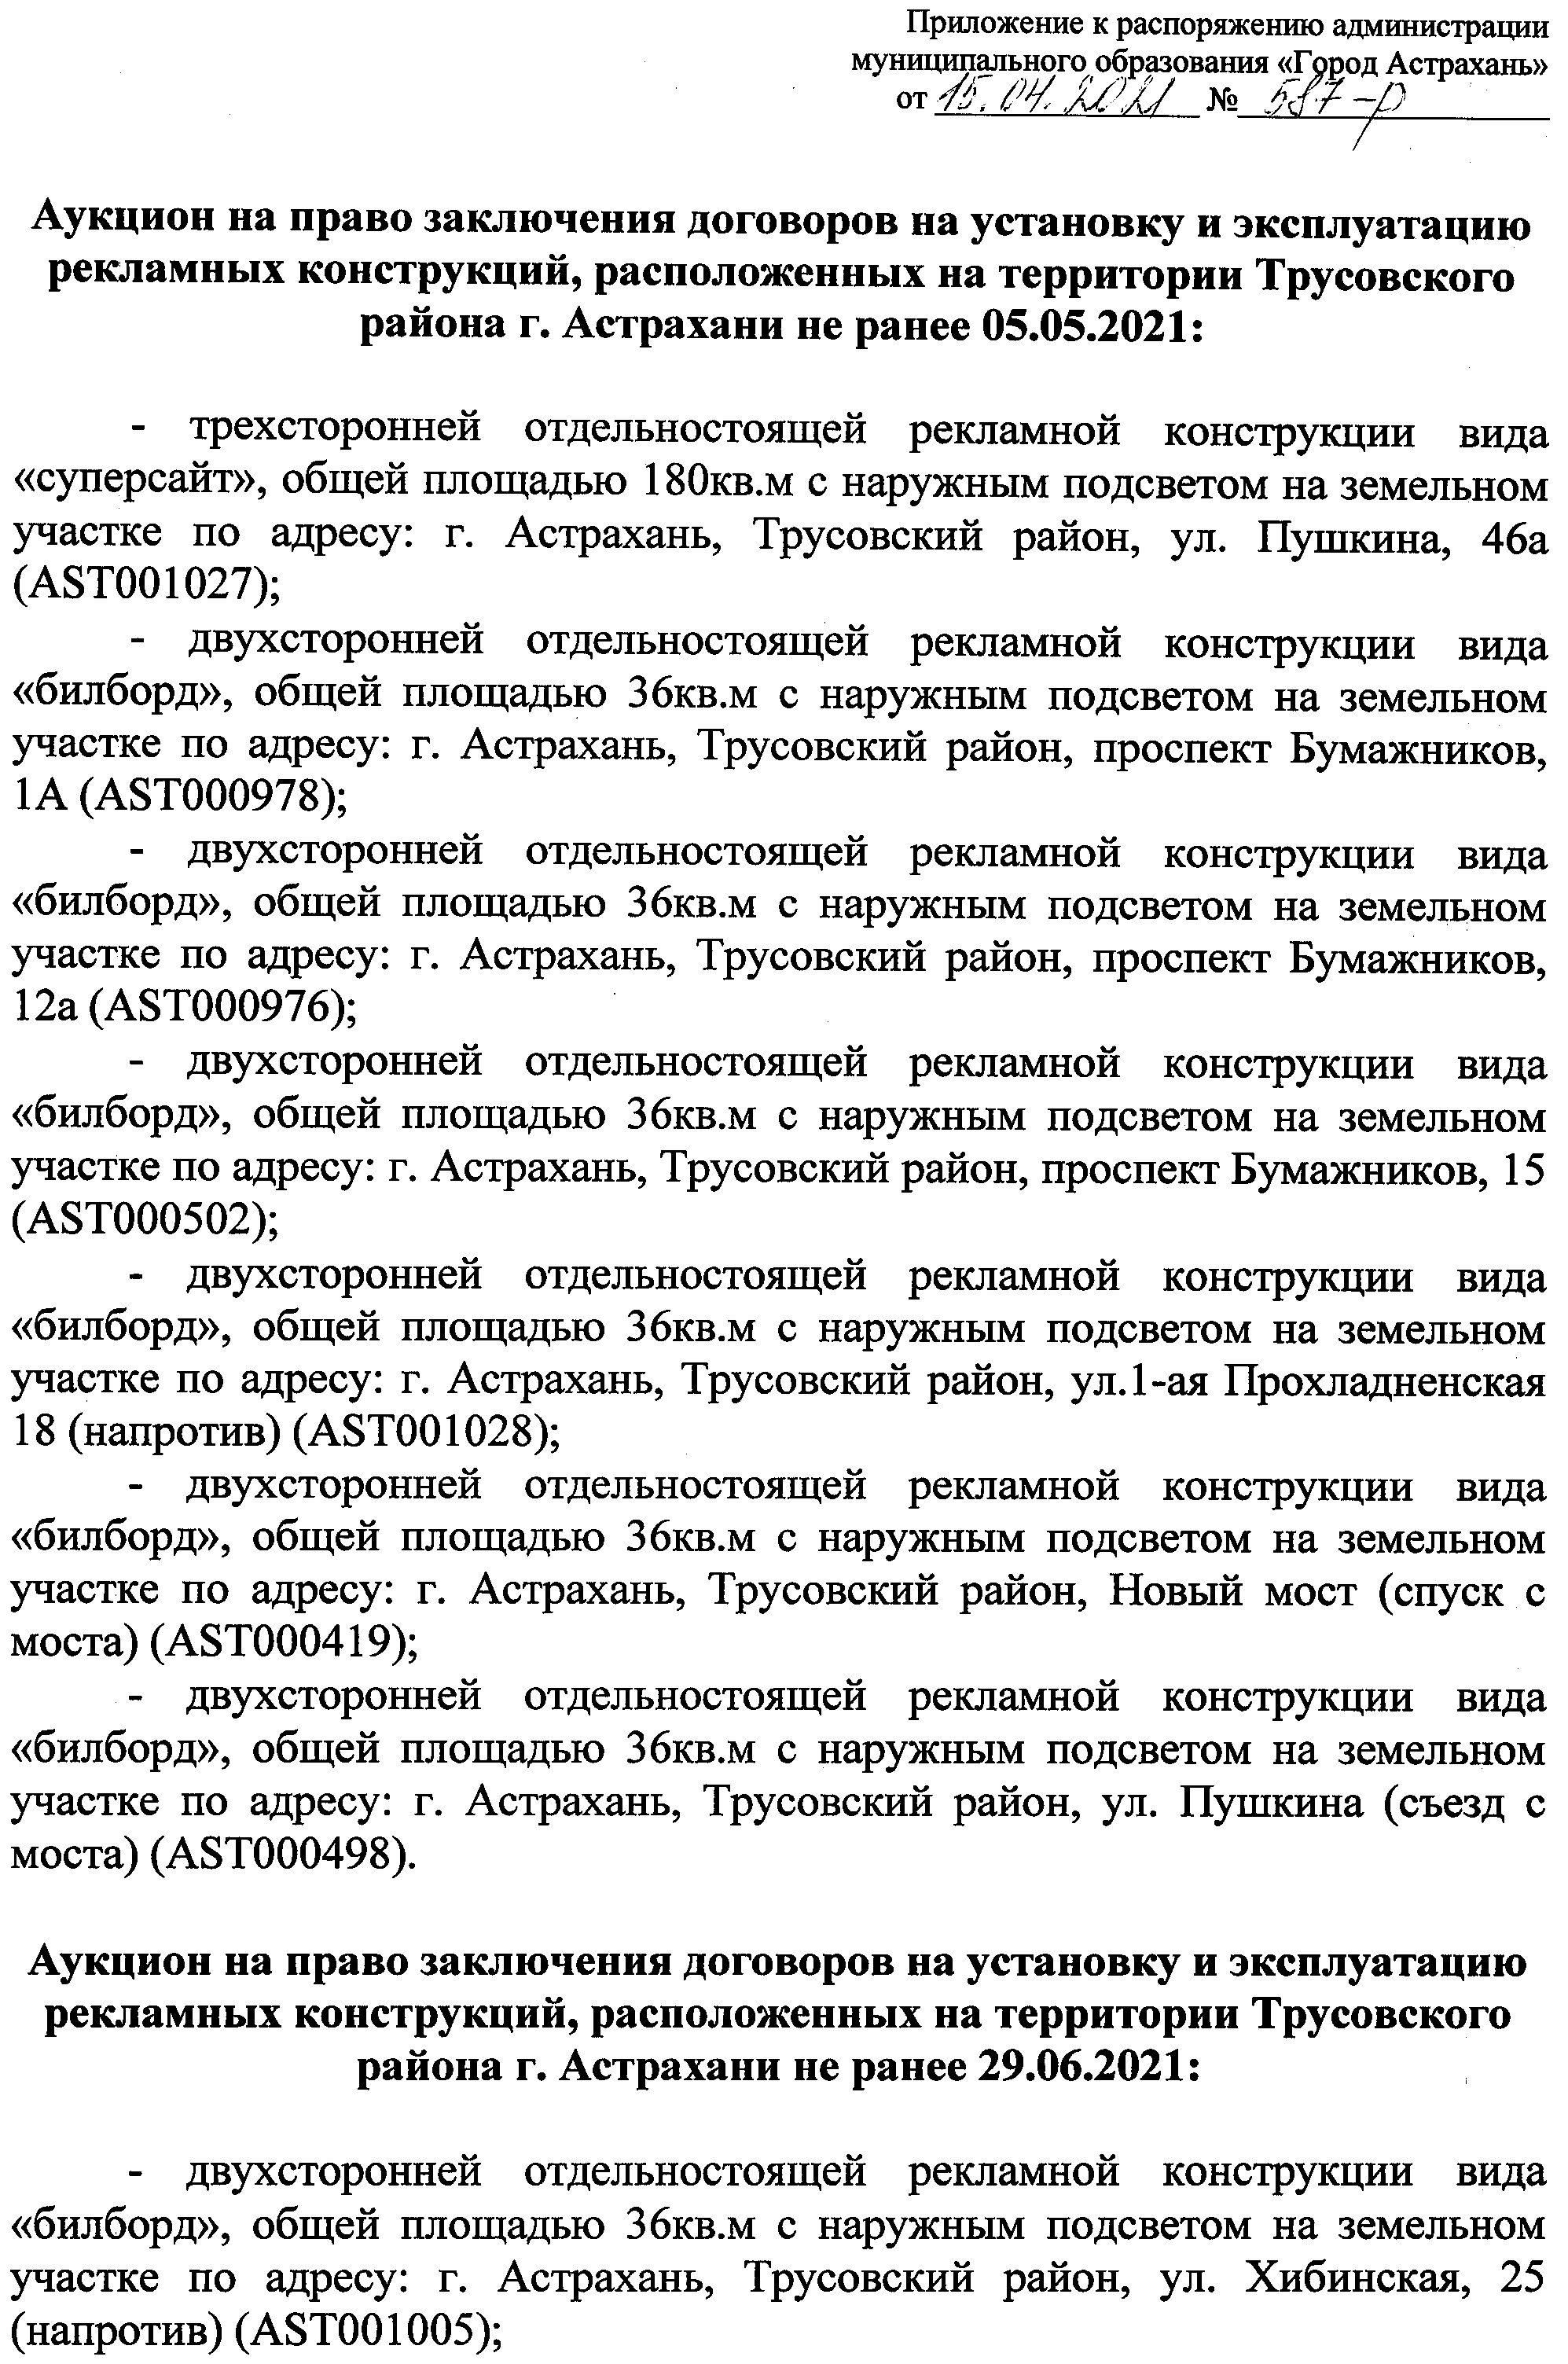 Приложение к распоряжению администрации
муниципального образования «Город Астрахань»
от 15.04.2021 № 587-р
Аукцион на право заключения договоров на установку и эксплуатацию
рекламных конструкций, расположенных на территории Трусовского
района г. Астрахани не ранее 05.05.2021:
- трехсторонней отдельностоящей рекламной конструкции вида
«суперсайт», общей площадью 180кв.м с наружным подсветом на земельном
участке по адресу: г. Астрахань, Трусовский район, ул. Пушкина, 46а
(AST001027);
- двухсторонней отдельностоящей рекламной конструкции вида
«билборд», общей площадью 36кв.м с наружным подсветом на земельном
участке по адресу: г. Астрахань, Трусовский район, проспект Бумажников,
1А (AST000978);
- двухсторонней отдельностоящей рекламной конструкции вида
«билборд», общей площадью 36кв.м с наружным подсветом на земельном
участке по адресу: г. Астрахань, Трусовский район, проспект Бумажников,
12а (AST000976);
- двухсторонней отдельностоящей рекламной конструкции вида
«билборд», общей площадью 36кв.м с наружным подсветом на земельном
участке по адресу: г. Астрахань, Трусовский район, проспект Бумажников, 15
(AST000502);
- двухсторонней отдельностоящей рекламной конструкции вида
«билборд», общей площадью 36кв.м с наружным подсветом на земельном
участке по адресу: г. Астрахань, Трусовский район, ул.1-ая Прохладненская
18 (напротив) (AST001028);
- двухсторонней отдельностоящей рекламной конструкции вида
«билборд», общей площадью 36кв.м с наружным подсветом на земельном
участке по адресу: г. Астрахань, Трусовский район, Новый мост (спуск с
моста) (AST000419);
- двухсторонней отдельностоящей рекламной конструкции вида
«билборд», общей площадью 36кв.м с наружным подсветом на земельном
участке по адресу: г. Астрахань, Трусовский район, ул. Пушкина (съезд с
моста) (AST000498).
Аукцион на право заключения договоров на установку и эксплуатацию
рекламных конструкций, расположенных на территории Трусовского
района г. Астрахани не ранее 29.06.2021:
- двухсторонней отдельностоящей рекламной конструкции вида
«билборд», общей площадью 36кв.м с наружным подсветом на земельном
участке по адресу: г. Астрахань, Трусовский район, ул. Хибинская, 25
(напротив) (AST001005);